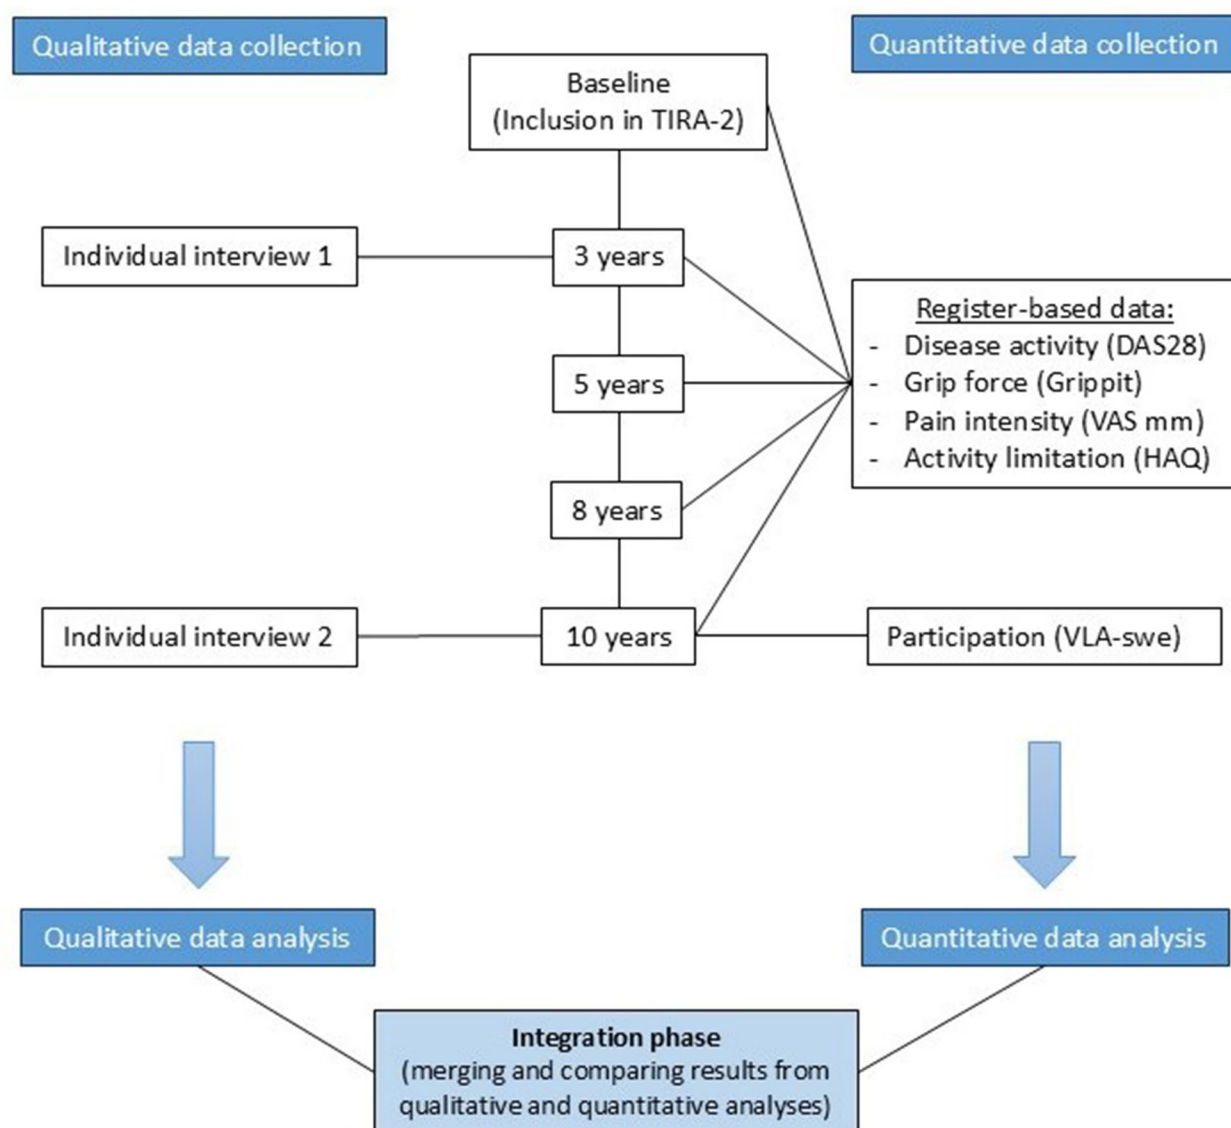 Qualitative data collection
Quantitative data collection
Baseline
(Inclusion in TIRA-2)
Individual interview 1
3 years
Register-based data:
- Disease activity (DAS28)
- Grip force (Grippit)
- Pain intensity (VAS mm)
- Activity limitation (HAQ)
5 years
8 years
Individual interview 2
10 years
Participation (VLA-swe)
Qualitative data analysis
Quantitative data analysis
Integration phase
(merging and comparing results from
qualitative and quantitative analyses)